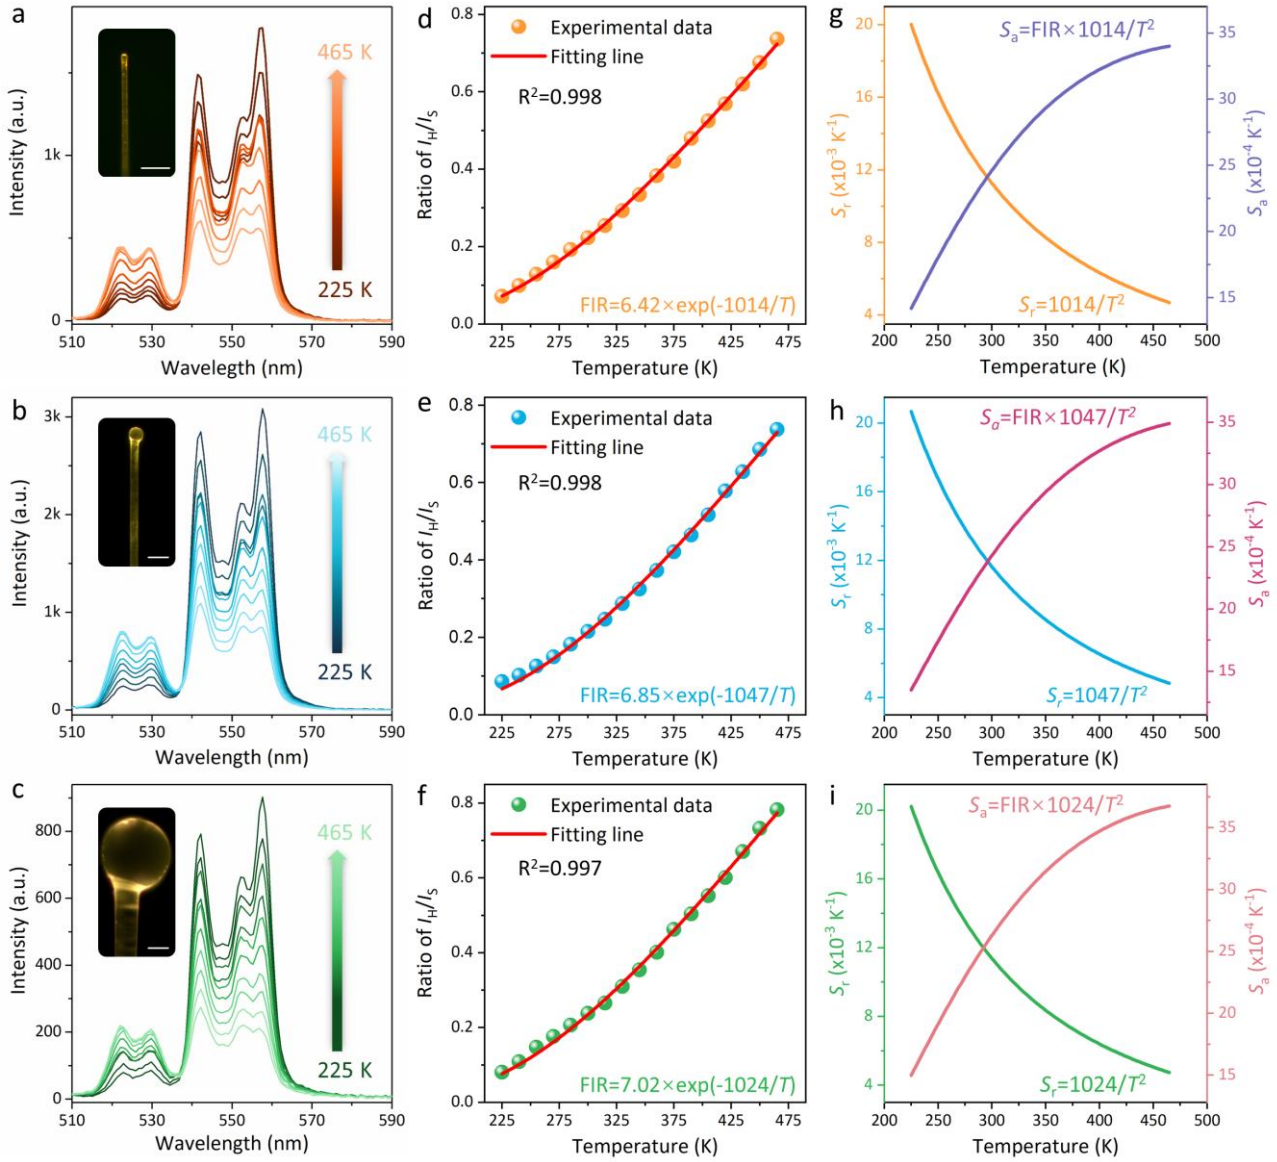 a
Intensity (a.u.)
1k
0
465 K
225 K
510 530 550 570 590
Wavelegth (nm)
d
Ratio of I_H/I_S
0.8
0.6
0.4
0.2
0.0
Experimental data
Fitting line
R²=0.998
FIR=6.42×exp(-1014/T)
225 275 325 375 425 475
Temperature (K)
g
S_r (x10⁻³ K⁻¹)
20
16
12
8
4
S_a=FIR×1014/T²
S_r=1014/T²
35
30
25
20
15
S_a (x10⁻⁴ K⁻¹)
200 250 300 350 400 450 500
Temperature (K)
b
Intensity (a.u.)
3k
2k
1k
0
465 K
225 K
510 530 550 570 590
Wavelength (nm)
e
Ratio of I_H/I_S
0.8
0.6
0.4
0.2
0.0
Experimental data
Fitting line
R²=0.998
FIR=6.85×exp(-1047/T)
225 275 325 375 425 475
Temperature (K)
h
S_r (x10⁻³ K⁻¹)
20
16
12
8
4
S_a=FIR×1047/T²
S_r=1047/T²
35
30
25
20
15
S_a (x10⁻⁴ K⁻¹)
200 250 300 350 400 450 500
Temperature (K)
c
Intensity (a.u.)
800
600
400
200
0
465 K
225 K
510 530 550 570 590
Wavelength (nm)
f
Ratio of I_H/I_S
0.8
0.6
0.4
0.2
0.0
Experimental data
Fitting line
R²=0.997
FIR=7.02×exp(-1024/T)
225 275 325 375 425 475
Temperature (K)
i
S_r (x10⁻³ K⁻¹)
20
16
12
8
4
S_a=FIR×1024/T²
S_r=1024/T²
35
30
25
20
15
S_a (x10⁻⁴ K⁻¹)
200 250 300 350 400 450 500
Temperature (K)